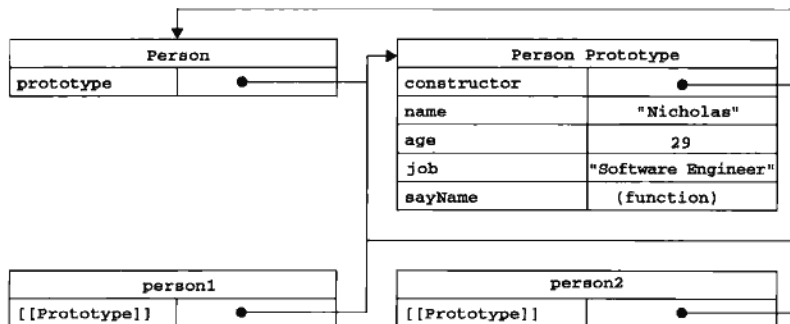 Person
prototype
Person Prototype
constructor
name "Nicholas"
age 29
job "Software Engineer"
sayName (function)
person1
[[Prototype]]
person2
[[Prototype]]